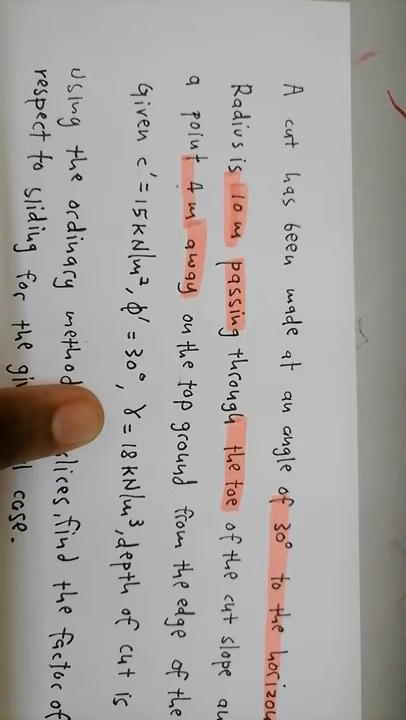 A cut has been made at an angle of 30° to the
Radius is 10 m passing through the toe of the cut slope
a point 4 m away on the top ground from the edge of the
Given c' = 15 kN/m², φ' = 30°, γ = 18 kN/m³, depth of cut is
Using the ordinary method slices, find the factor of
respect to sliding for the case.